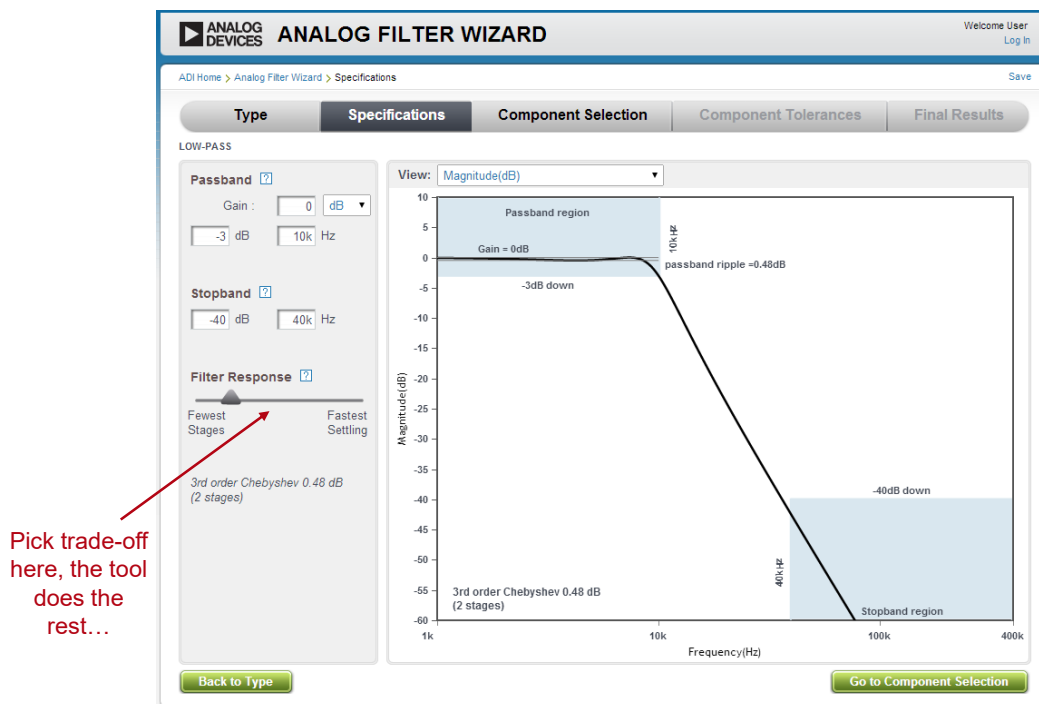 ANALOG
DEVICES
ANALOG FILTER WIZARD
Welcome User
Log In
ADI Home > Analog Filter Wizard > Specifications
Save
Type
Specifications
Component Selection
Component Tolerances
Final Results
LOW-PASS
Passband ?
Gain : 0 dB
-3 dB 10k Hz
Stopband ?
-40 dB 40k Hz
Filter Response ?
Fewest
Stages
Fastest
Settling
3rd order Chebyshev 0.48 dB
(2 stages)
Pick trade-off
here, the tool
does the
rest…
View: Magnitude(dB)
10
5
0
-5
-10
-15
-20
-25
-30
-35
-40
-45
-50
-55
-60
Magnitude(dB)
Passband region
Gain = 0dB
10kHz
passband ripple =0.48dB
-3dB down
-40dB down
40kHz
3rd order Chebyshev 0.48 dB
(2 stages)
Stopband region
1k
10k
100k
400k
Frequency(Hz)
Back to Type
Go to Component Selection